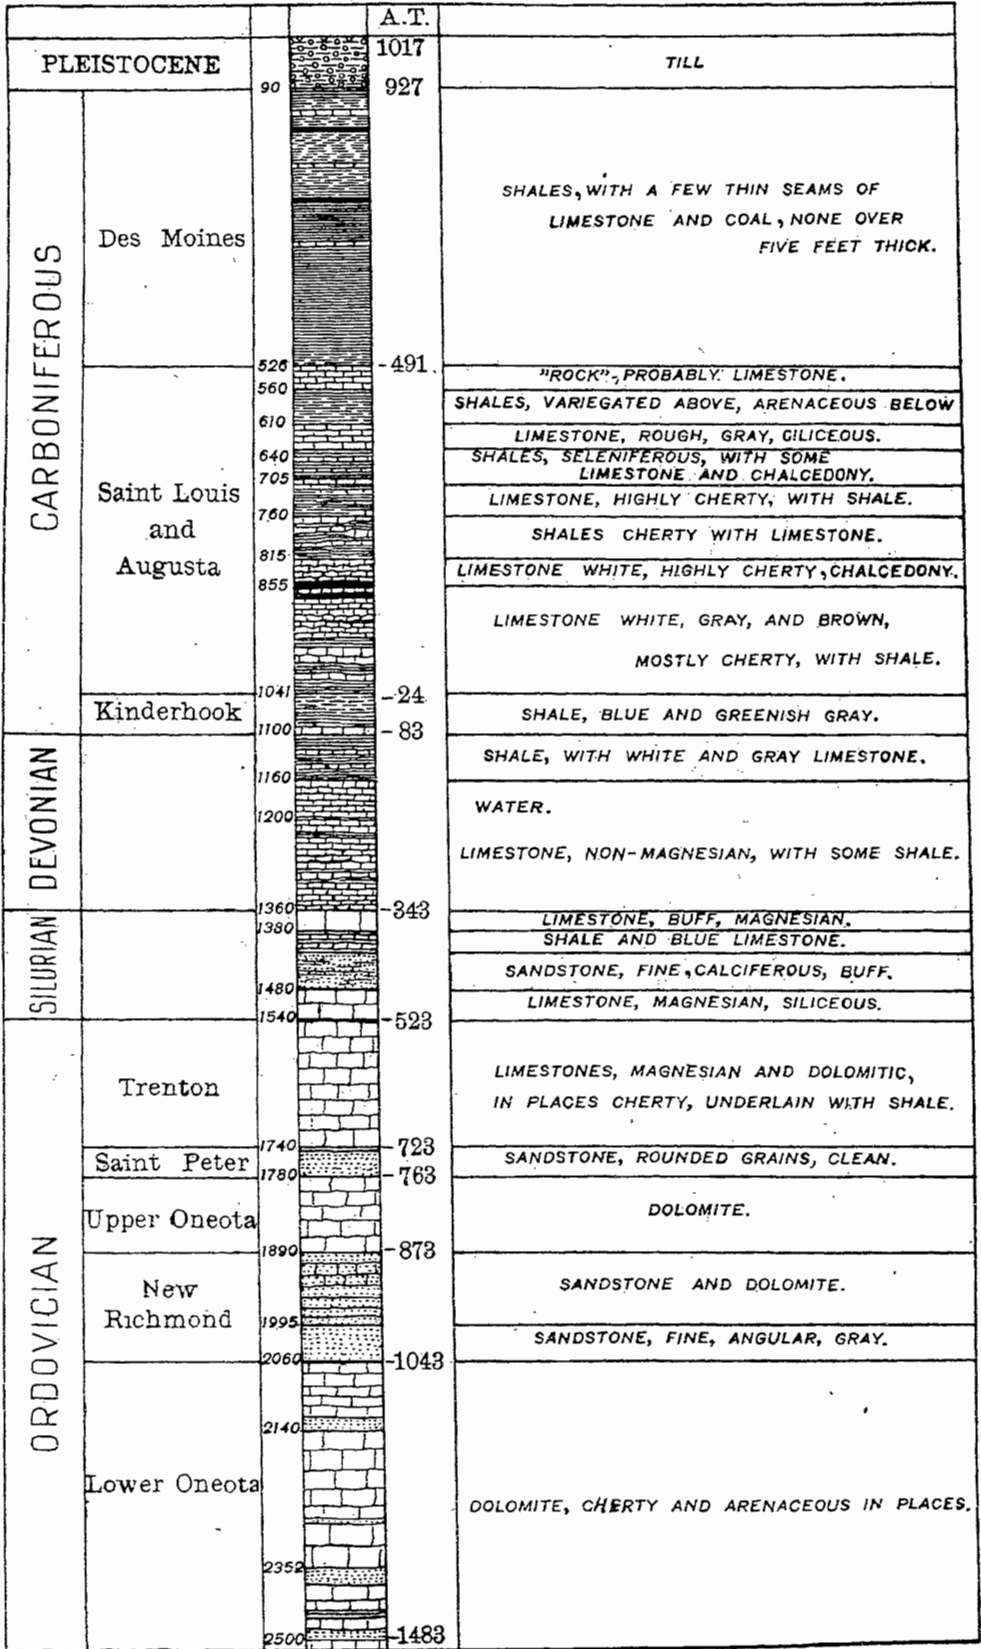 A.T.
1017
PLEISTOCENE
TILL
90
927
CARBONIFEROUS
Des Moines
SHALES, WITH A FEW THIN SEAMS OF
LIMESTONE AND COAL, NONE OVER
FIVE FEET THICK.
526
-491.
"ROCK"-, PROBABLY LIMESTONE.
560
SHALES, VARIEGATED ABOVE, ARENACEOUS BELOW
610
LIMESTONE, ROUGH, GRAY, CILICEOUS.
640
SHALES, SELENIFEROUS, WITH SOME
LIMESTONE AND CHALCEDONY.
705
Saint Louis
and
Augusta
LIMESTONE, HIGHLY CHERTY, WITH SHALE.
760
SHALES CHERTY WITH LIMESTONE.
815
LIMESTONE WHITE, HIGHLY CHERTY, CHALCEDONY.
855
LIMESTONE WHITE, GRAY, AND BROWN,
MOSTLY CHERTY, WITH SHALE.
1041
-24
Kinderhook
SHALE, BLUE AND GREENISH GRAY.
1100
-83
DEVONIAN
SHALE, WITH WHITE AND GRAY LIMESTONE.
1160
WATER.
1200
LIMESTONE, NON-MAGNESIAN, WITH SOME SHALE.
1360
-343
SILURIAN
LIMESTONE, BUFF, MAGNESIAN.
1380
SHALE AND BLUE LIMESTONE.
SANDSTONE, FINE, CALCIFEROUS, BUFF.
1480
LIMESTONE, MAGNESIAN, SILICEOUS.
1540
-523
ORDOVICIAN
Trenton
LIMESTONES, MAGNESIAN AND DOLOMITIC,
IN PLACES CHERTY, UNDERLAIN WITH SHALE.
1740
-723
Saint Peter
SANDSTONE, ROUNDED GRAINS, CLEAN.
1780
-763
Upper Oneota
DOLOMITE.
1890
-873
New
Richmond
SANDSTONE AND DOLOMITE.
1995
SANDSTONE, FINE, ANGULAR, GRAY.
2060
-1043
2140
Lower Oneota
DOLOMITE, CHERTY AND ARENACEOUS IN PLACES.
2352
2500
-1483